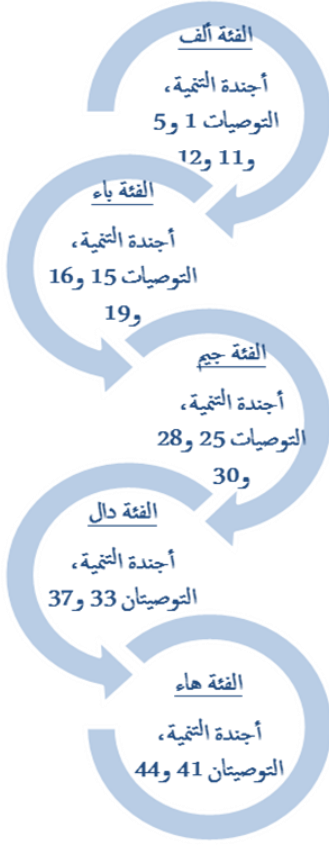 الفئة ألف
أجندة التنمية،
التوصيات 1 و5
و11 و12
الفئة باء
أجندة التنمية،
التوصيات 15 و16
و19
الفئة جيم
أجندة التنمية،
التوصيات 25 و28
و30
الفئة دال
أجندة التنمية،
التوصيتان 33 و37
الفئة هاء
أجندة التنمية،
التوصيتان 41 و44